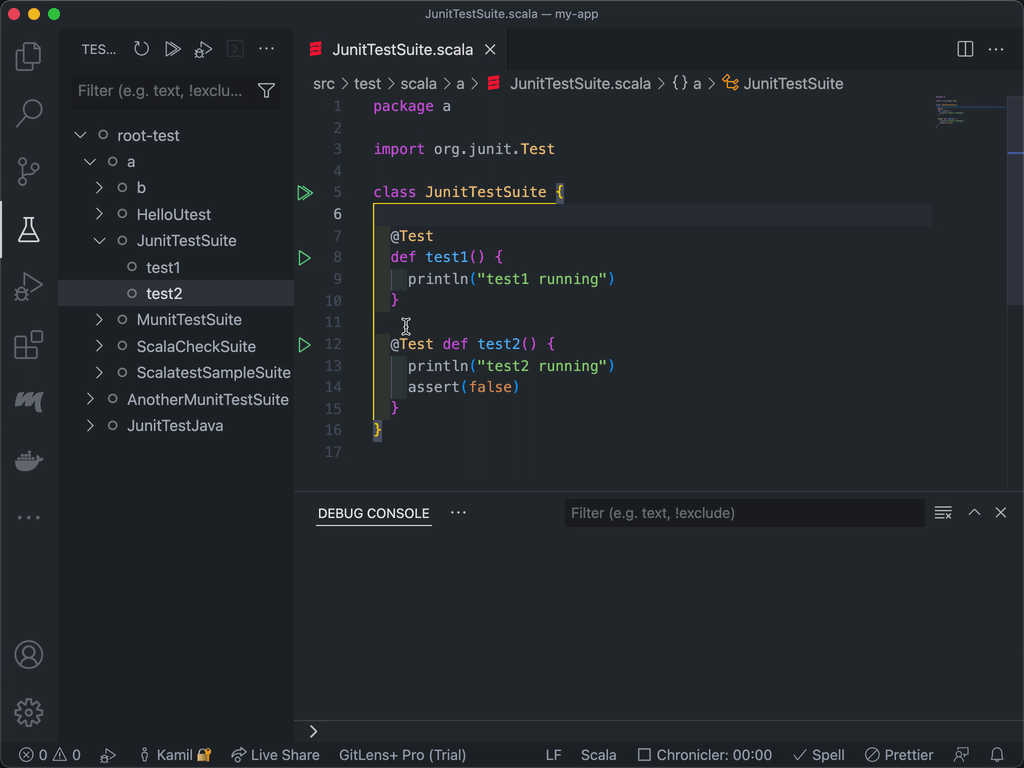 JunitTestSuite.scala — my-app
TES...
Filter (e.g. text, !exclu...
root-test
a
b
HelloUtest
JunitTestSuite
test1
test2
MunitTestSuite
ScalaCheckSuite
ScalatestSampleSuite
AnotherMunitTestSuite
JunitTestJava
JunitTestSuite.scala
src > test > scala > a > JunitTestSuite.scala > {} a > JunitTestSuite
1 package a
2
3 import org.junit.Test
4
5 class JunitTestSuite {
6
7 @Test
8 def test1() {
9 println("test1 running")
10 }
11
12 @Test def test2() {
13 println("test2 running")
14 assert(false)
15 }
16 }
17
DEBUG CONSOLE
Filter (e.g. text, !exclude)
0 0 Kamil Live Share GitLens+ Pro (Trial) LF Scala Chronicler: 00:00 Spell Prettier